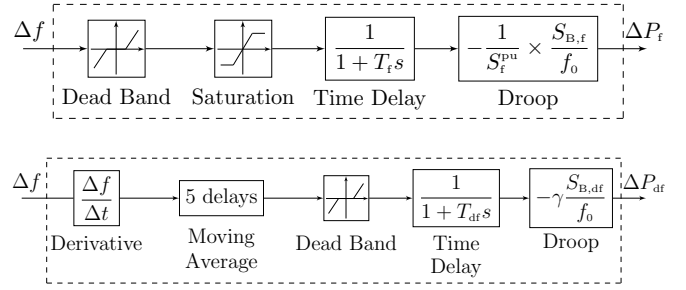 Δf
1 / (1 + T_f s)
-1 / S_f^pu × S_B,f / f_0
ΔP_f
Dead Band Saturation Time Delay Droop
Δf
Δf / Δt
5 delays
1 / (1 + T_df s)
-γ S_B,df / f_0
ΔP_df
Derivative
Moving
Average
Dead Band
Time
Delay
Droop